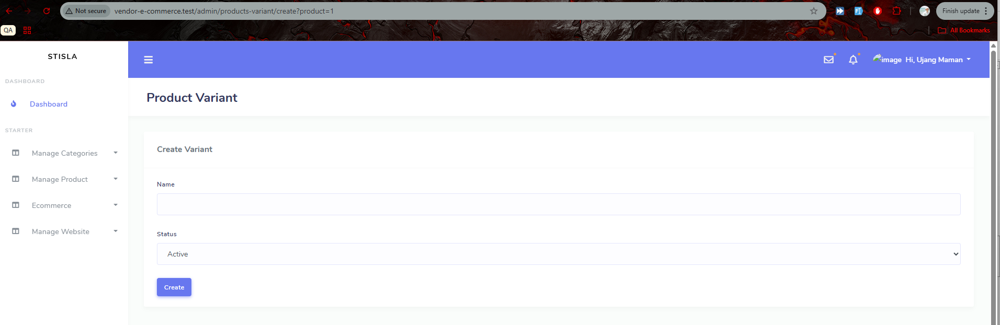 Not secure
vendor-e-commerce.test/admin/products-variant/create?product=1
Finish update
QA
All Bookmarks
STISLA
image Hi, Ujang Maman
DASHBOARD
Dashboard
STARTER
Manage Categories
Manage Product
Ecommerce
Manage Website
Product Variant
Create Variant
Name
Status
Active
Create